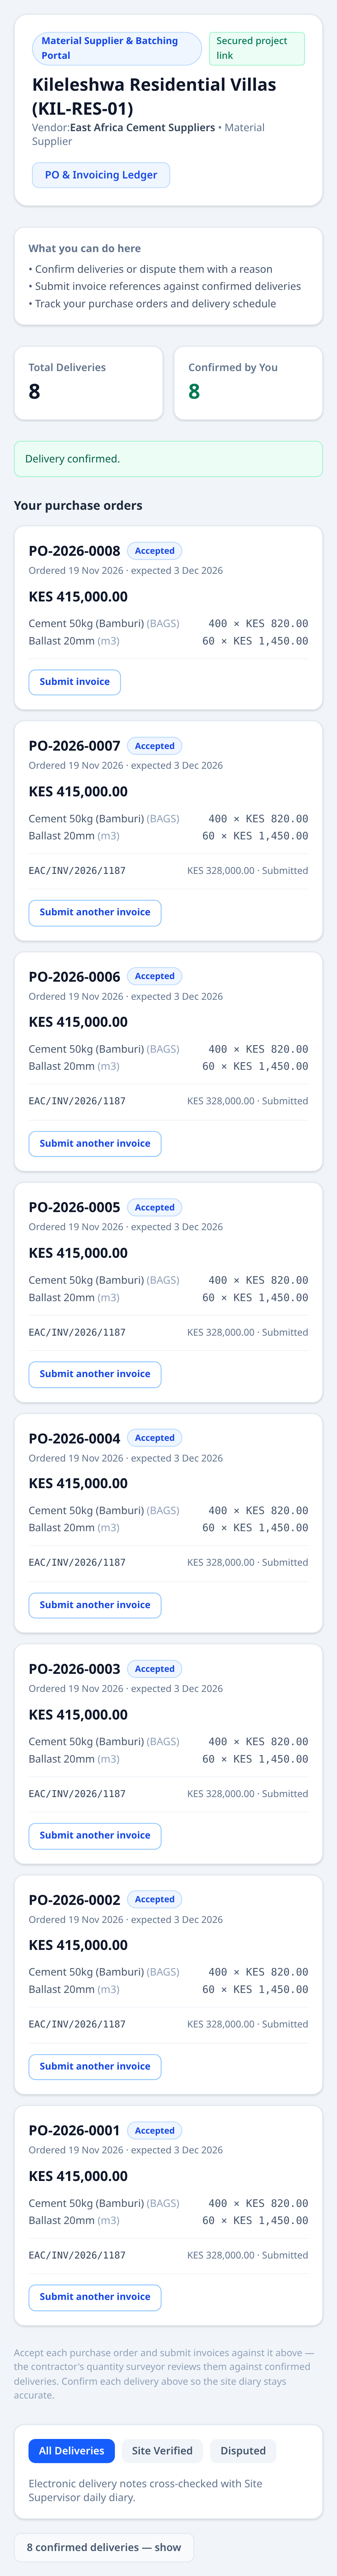 Material Supplier & Batching
Portal
Secured project
link
Kileleshwa Residential Villas
(KIL-RES-01)
Vendor:East Africa Cement Suppliers • Material
Supplier
PO & Invoicing Ledger
What you can do here
• Confirm deliveries or dispute them with a reason
• Submit invoice references against confirmed deliveries
• Track your purchase orders and delivery schedule
Total Deliveries
8
Confirmed by You
8
Delivery confirmed.
Your purchase orders
PO-2026-0008 Accepted
Ordered 19 Nov 2026 · expected 3 Dec 2026
KES 415,000.00
Cement 50kg (Bamburi) (BAGS) 400 × KES 820.00
Ballast 20mm (m3) 60 × KES 1,450.00
Submit invoice
PO-2026-0007 Accepted
Ordered 19 Nov 2026 · expected 3 Dec 2026
KES 415,000.00
Cement 50kg (Bamburi) (BAGS) 400 × KES 820.00
Ballast 20mm (m3) 60 × KES 1,450.00
EAC/INV/2026/1187 KES 328,000.00 · Submitted
Submit another invoice
PO-2026-0006 Accepted
Ordered 19 Nov 2026 · expected 3 Dec 2026
KES 415,000.00
Cement 50kg (Bamburi) (BAGS) 400 × KES 820.00
Ballast 20mm (m3) 60 × KES 1,450.00
EAC/INV/2026/1187 KES 328,000.00 · Submitted
Submit another invoice
PO-2026-0005 Accepted
Ordered 19 Nov 2026 · expected 3 Dec 2026
KES 415,000.00
Cement 50kg (Bamburi) (BAGS) 400 × KES 820.00
Ballast 20mm (m3) 60 × KES 1,450.00
EAC/INV/2026/1187 KES 328,000.00 · Submitted
Submit another invoice
PO-2026-0004 Accepted
Ordered 19 Nov 2026 · expected 3 Dec 2026
KES 415,000.00
Cement 50kg (Bamburi) (BAGS) 400 × KES 820.00
Ballast 20mm (m3) 60 × KES 1,450.00
EAC/INV/2026/1187 KES 328,000.00 · Submitted
Submit another invoice
PO-2026-0003 Accepted
Ordered 19 Nov 2026 · expected 3 Dec 2026
KES 415,000.00
Cement 50kg (Bamburi) (BAGS) 400 × KES 820.00
Ballast 20mm (m3) 60 × KES 1,450.00
EAC/INV/2026/1187 KES 328,000.00 · Submitted
Submit another invoice
PO-2026-0002 Accepted
Ordered 19 Nov 2026 · expected 3 Dec 2026
KES 415,000.00
Cement 50kg (Bamburi) (BAGS) 400 × KES 820.00
Ballast 20mm (m3) 60 × KES 1,450.00
EAC/INV/2026/1187 KES 328,000.00 · Submitted
Submit another invoice
PO-2026-0001 Accepted
Ordered 19 Nov 2026 · expected 3 Dec 2026
KES 415,000.00
Cement 50kg (Bamburi) (BAGS) 400 × KES 820.00
Ballast 20mm (m3) 60 × KES 1,450.00
EAC/INV/2026/1187 KES 328,000.00 · Submitted
Submit another invoice
Accept each purchase order and submit invoices against it above —
the contractor's quantity surveyor reviews them against confirmed
deliveries. Confirm each delivery above so the site diary stays
accurate.
All Deliveries Site Verified Disputed
Electronic delivery notes cross-checked with Site
Supervisor daily diary.
8 confirmed deliveries — show